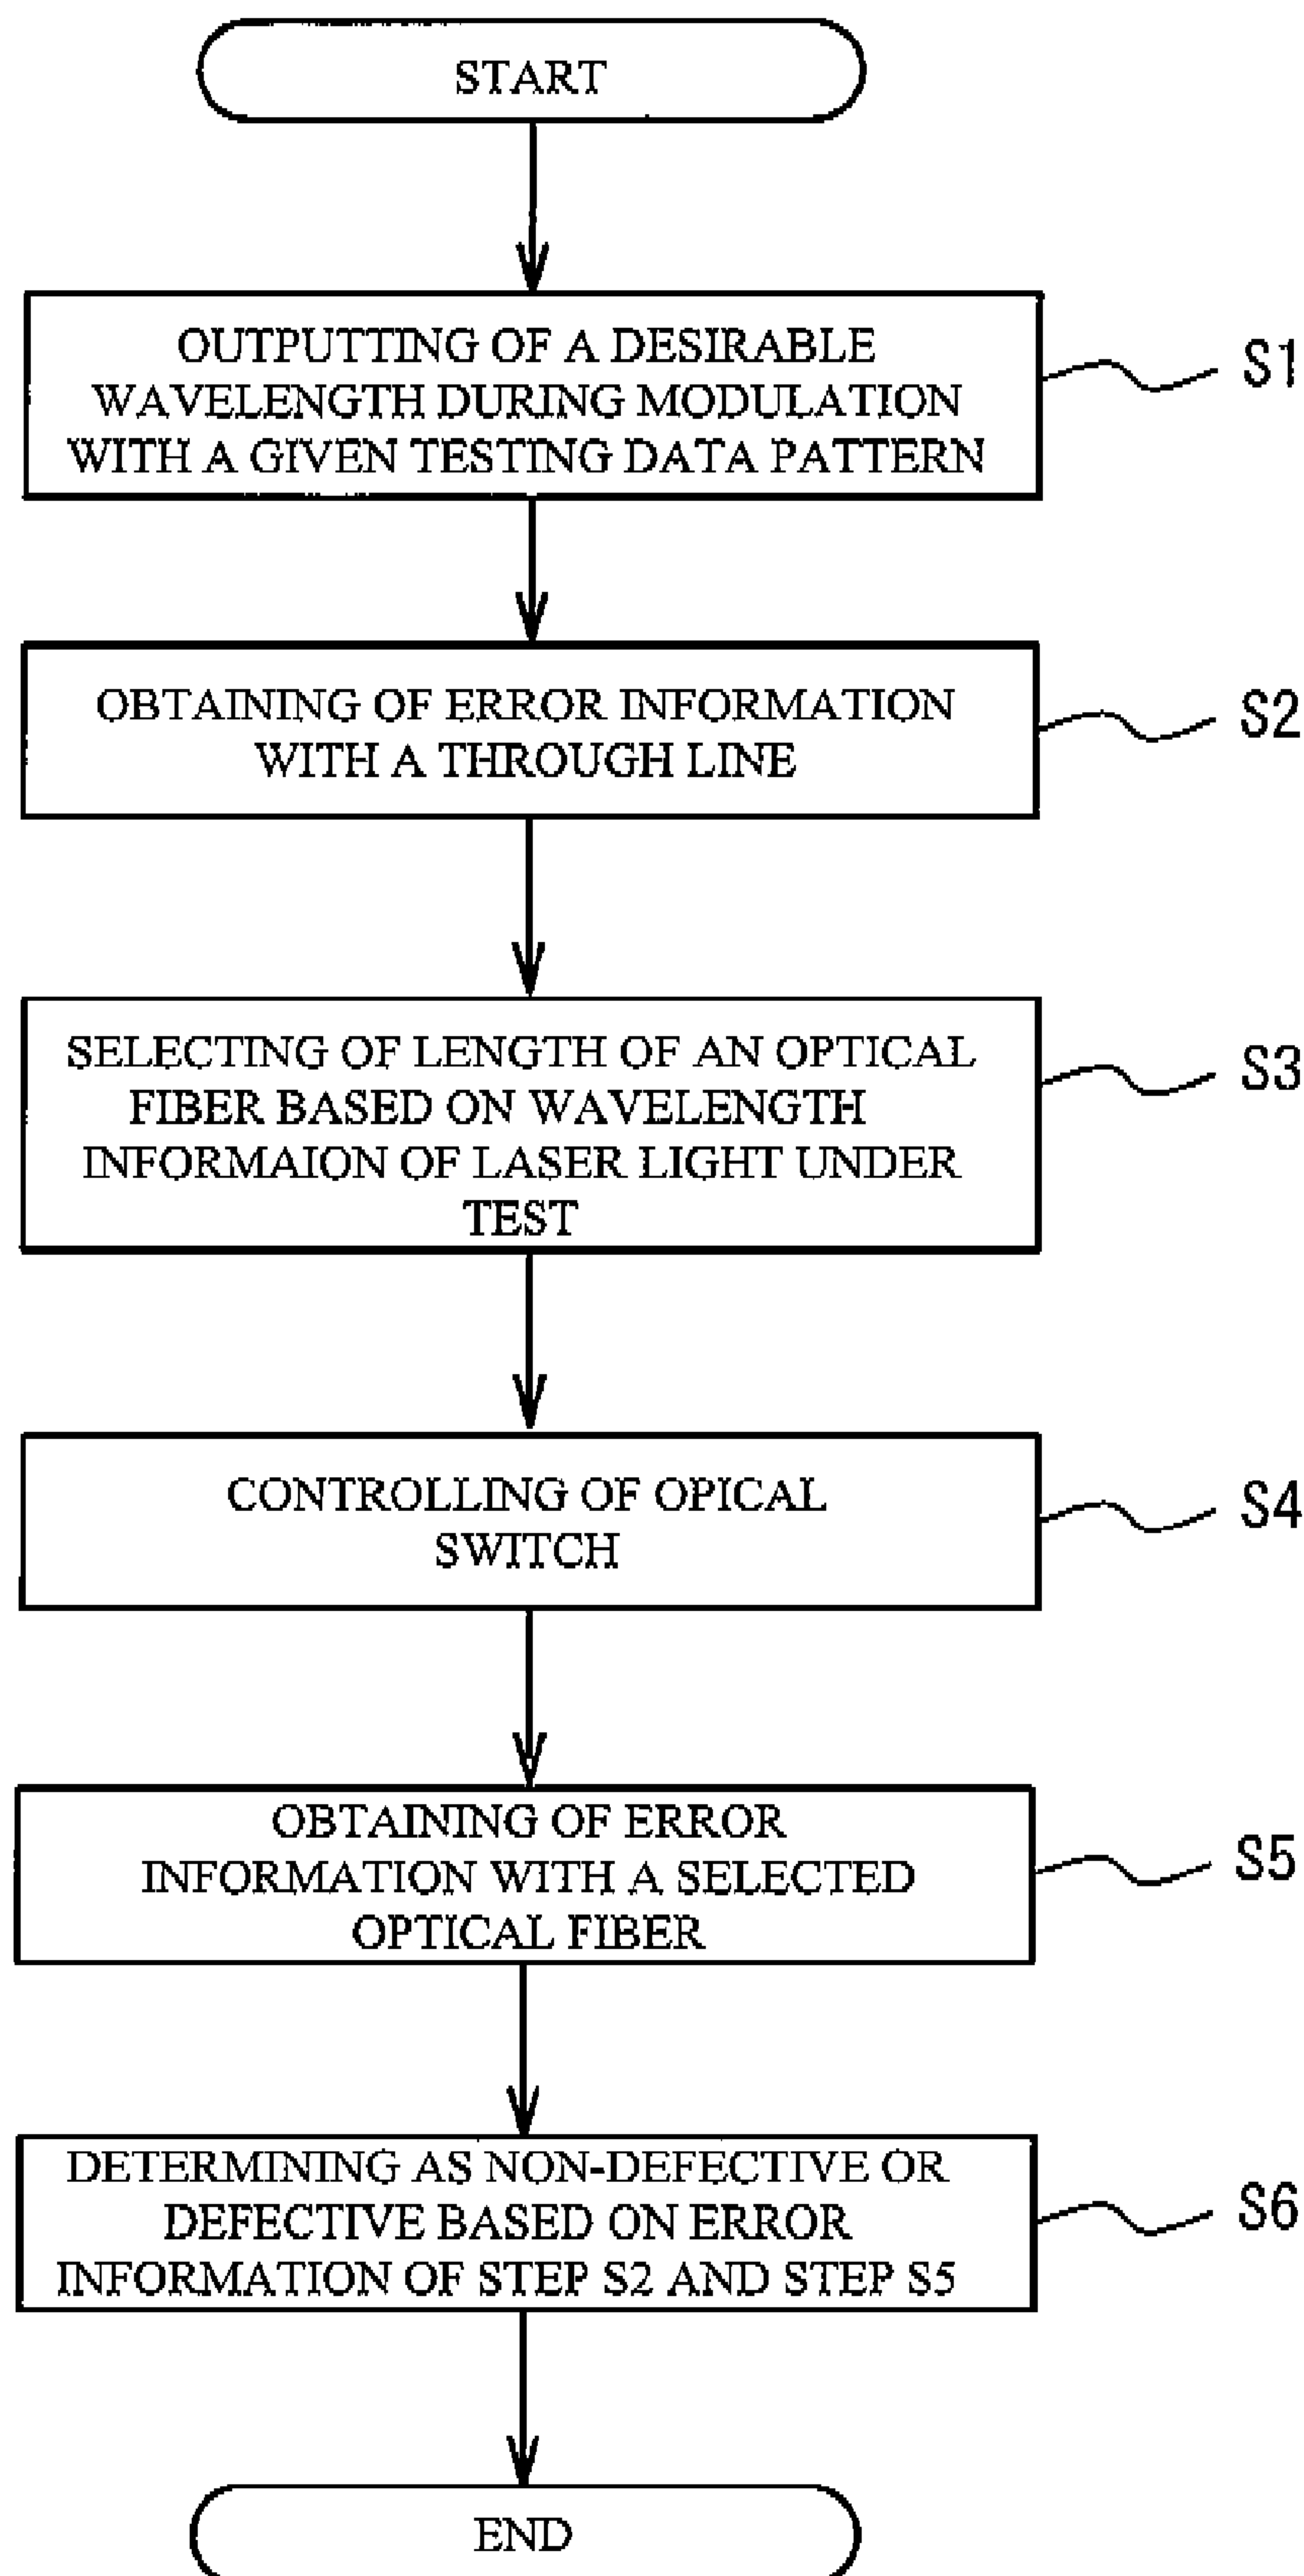 START
OUTPUTTING OF A DESIRABLE
WAVELENGTH DURING MODULATION
WITH A GIVEN TESTING DATA PATTERN
S1
OBTAINING OF ERROR INFORMATION
WITH A THROUGH LINE
S2
SELECTING OF LENGTH OF AN OPTICAL
FIBER BASED ON WAVELENGTH
INFORMAION OF LASER LIGHT UNDER
TEST
S3
CONTROLLING OF OPICAL
SWITCH
S4
OBTAINING OF ERROR
INFORMATION WITH A SELECTED
OPTICAL FIBER
S5
DETERMINING AS NON-DEFECTIVE OR
DEFECTIVE BASED ON ERROR
INFORMATION OF STEP S2 AND STEP S5
S6
END